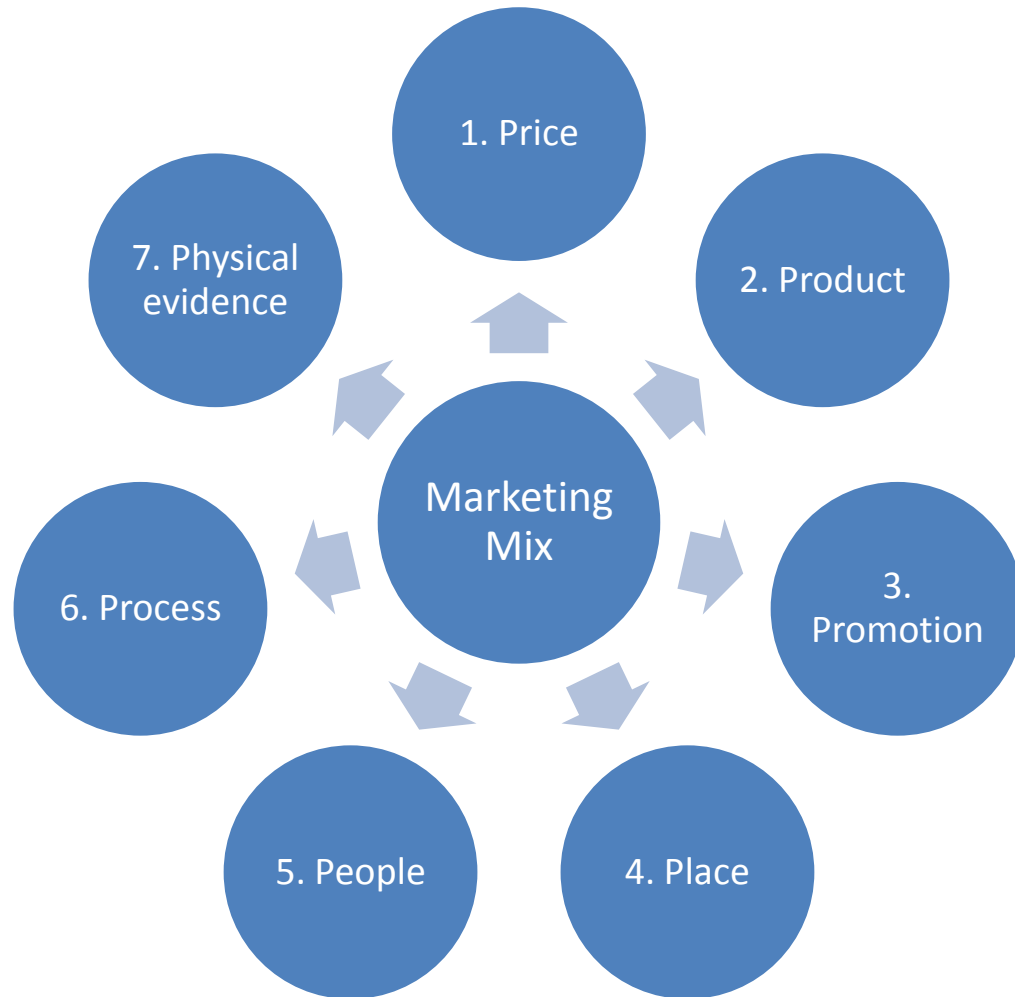 1. Price
2. Product
3.
Promotion
4. Place
5. People
6. Process
7. Physical
evidence
Marketing
Mix